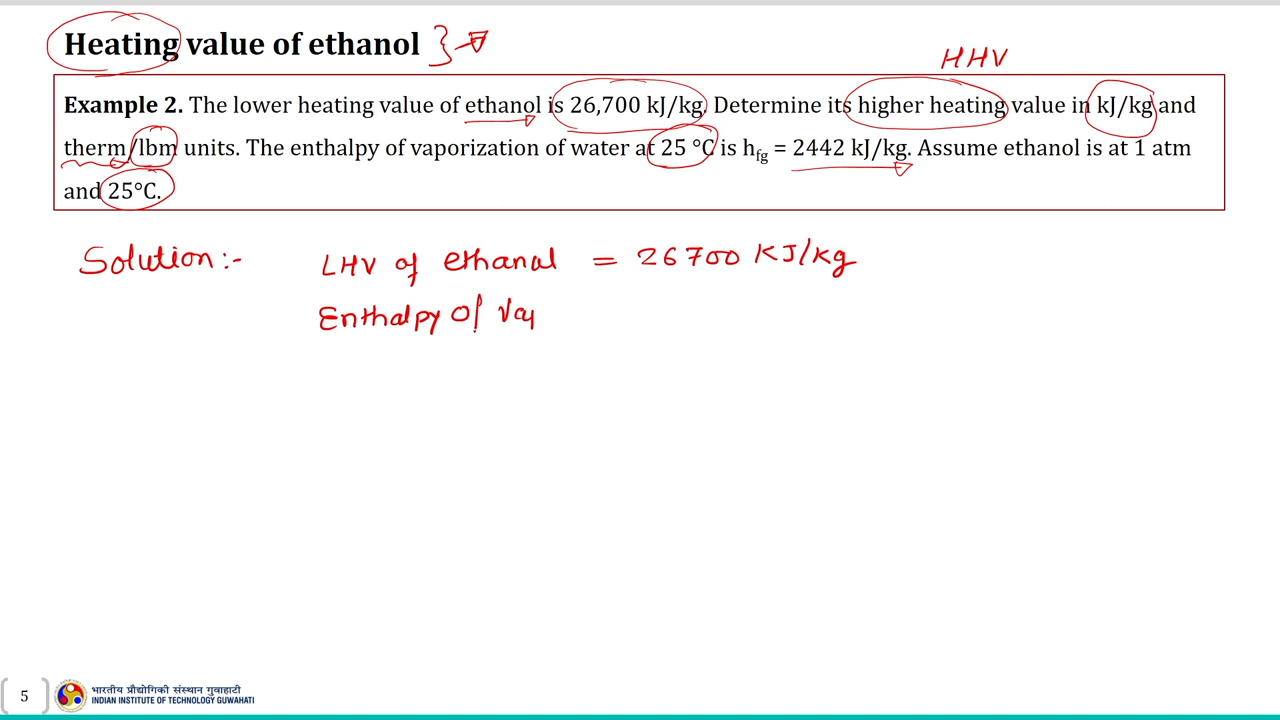 Heating value of ethanol
HHV
Example 2. The lower heating value of ethanol is 26,700 kJ/kg. Determine its higher heating value in kJ/kg and
therm/lbm units. The enthalpy of vaporization of water at 25 °C is hfg = 2442 kJ/kg. Assume ethanol is at 1 atm
and 25°C.
Solution:- LHV of ethanol = 26700 KJ/kg
Enthalpy of Vap
5
भारतीय प्रौद्योगिकी संस्थान गुवाहाटी
INDIAN INSTITUTE OF TECHNOLOGY GUWAHATI